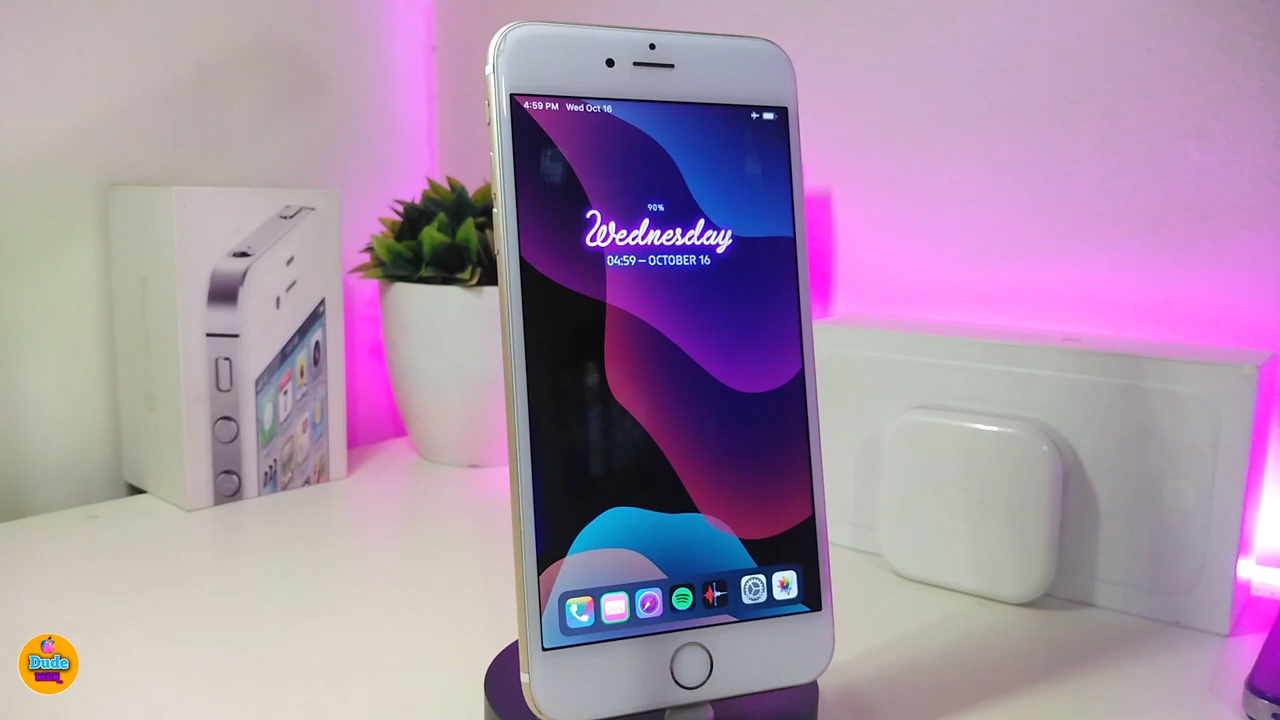 4:59 PM Wed Oct 16
90%
Wednesday
04:59 – OCTOBER 16
Dude